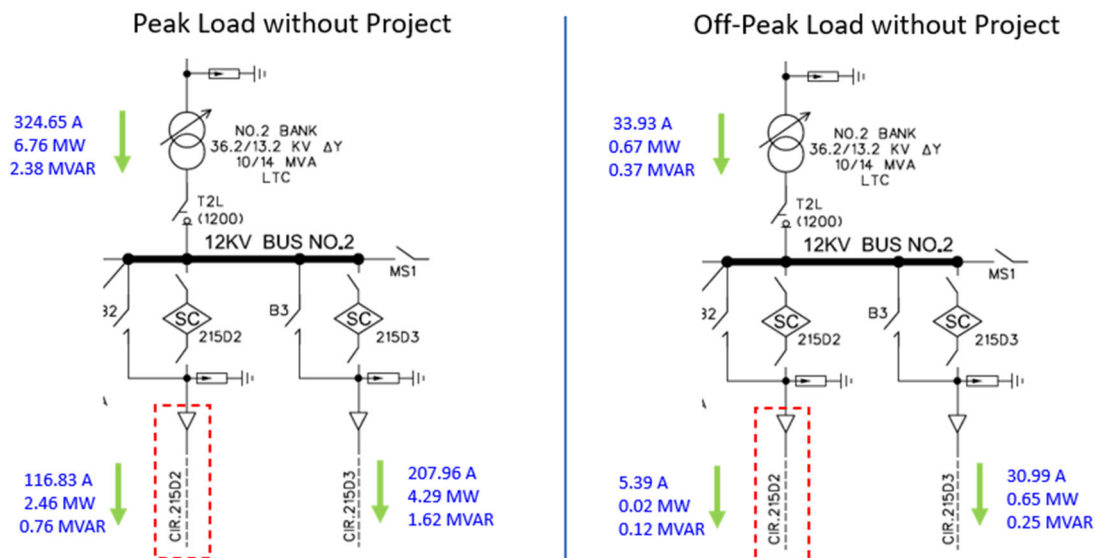 Peak Load without Project
324.65 A
6.76 MW
2.38 MVAR
NO.2 BANK
36.2/13.2 KV ΔY
10/14 MVA
LTC
T2L
(1200)
12KV BUS NO.2
MS1
B2
SC
215D2
B3
SC
215D3
116.83 A
2.46 MW
0.76 MVAR
CIR.215D2
CIR.215D3
207.96 A
4.29 MW
1.62 MVAR
Off-Peak Load without Project
33.93 A
0.67 MW
0.37 MVAR
NO.2 BANK
36.2/13.2 KV ΔY
10/14 MVA
LTC
T2L
(1200)
12KV BUS NO.2
MS1
B2
SC
215D2
B3
SC
215D3
5.39 A
0.02 MW
0.12 MVAR
CIR.215D2
CIR.215D3
30.99 A
0.65 MW
0.25 MVAR